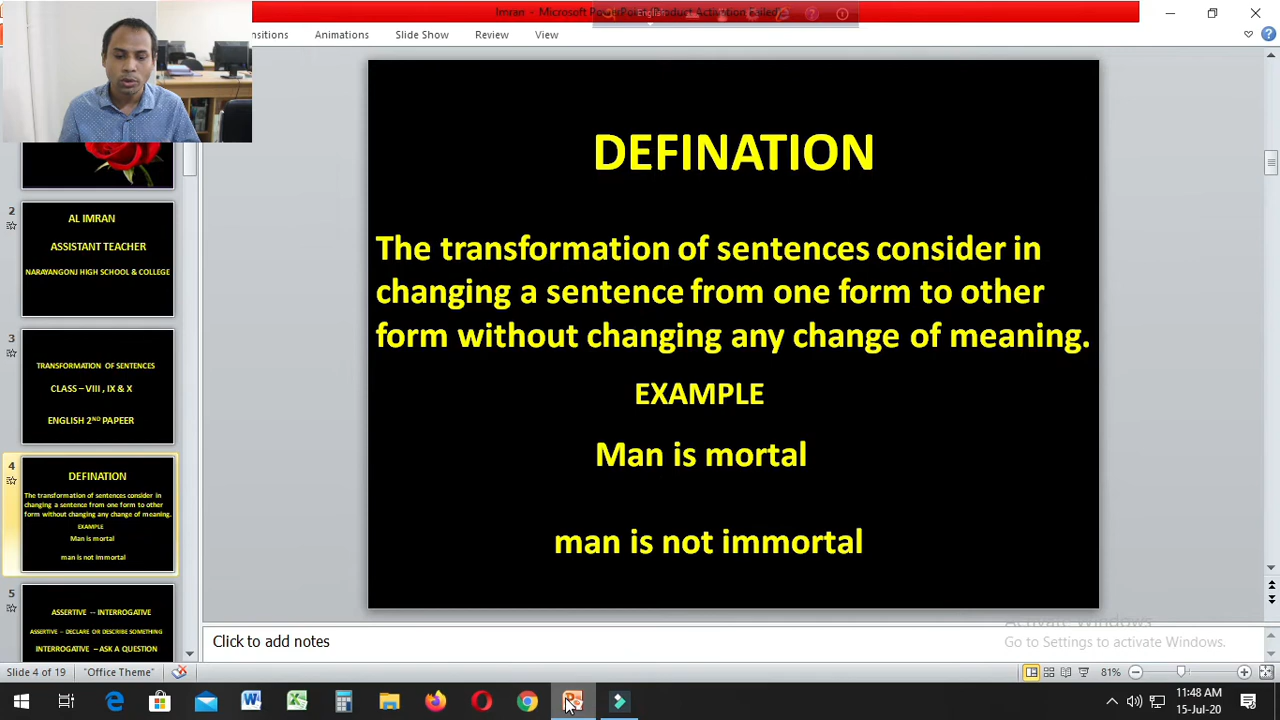 Imran - Microsoft PowerPoint (Product Activation Failed)
English
Animations
Slide Show
Review
View
DEFINATION
The transformation of sentences consider in
changing a sentence from one form to other
form without changing any change of meaning.
EXAMPLE
Man is mortal
man is not immortal
2
AL IMRAN
ASSISTANT TEACHER
NARAYANGONJ HIGH SCHOOL & COLLEGE
3
TRANSFORMATION OF SENTENCES
CLASS – VIII , IX & X
ENGLISH 2ND PAPEER
4
DEFINATION
The transformation of sentences consider in
changing a sentence from one form to other
form without changing any change of meaning.
EXAMPLE
Man is mortal
man is not immortal
5
ASSERTIVE -- INTERROGATIVE
ASSERTIVE - DECLARE OR DESCRIBE SOMETHING
INTERROGATIVE – ASK A QUESTION
Click to add notes
Activate Windows
Go to Settings to activate Windows.
Slide 4 of 19
"Office Theme"
81%
11:48 AM
15-Jul-20